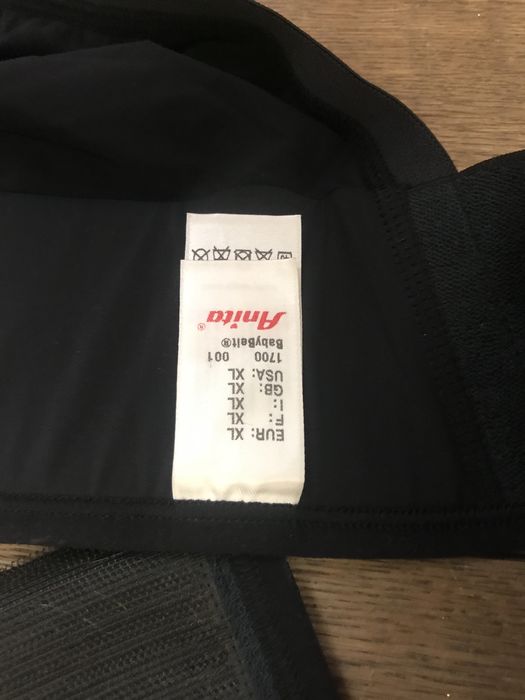 Anita®
BabyBelt®
1700 001
USA: XL
GB: XL
I: XL
F: XL
EUR: XL